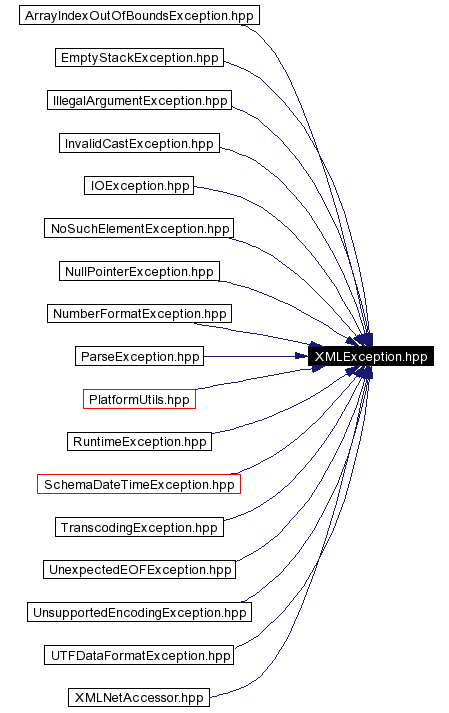 ArrayIndexOutOfBoundsException.hpp
EmptyStackException.hpp
IllegalArgumentException.hpp
InvalidCastException.hpp
IOException.hpp
NoSuchElementException.hpp
NullPointerException.hpp
NumberFormatException.hpp
ParseException.hpp
XMLException.hpp
PlatformUtils.hpp
RuntimeException.hpp
SchemaDateTimeException.hpp
TranscodingException.hpp
UnexpectedEOFException.hpp
UnsupportedEncodingException.hpp
UTFDataFormatException.hpp
XMLNetAccessor.hpp